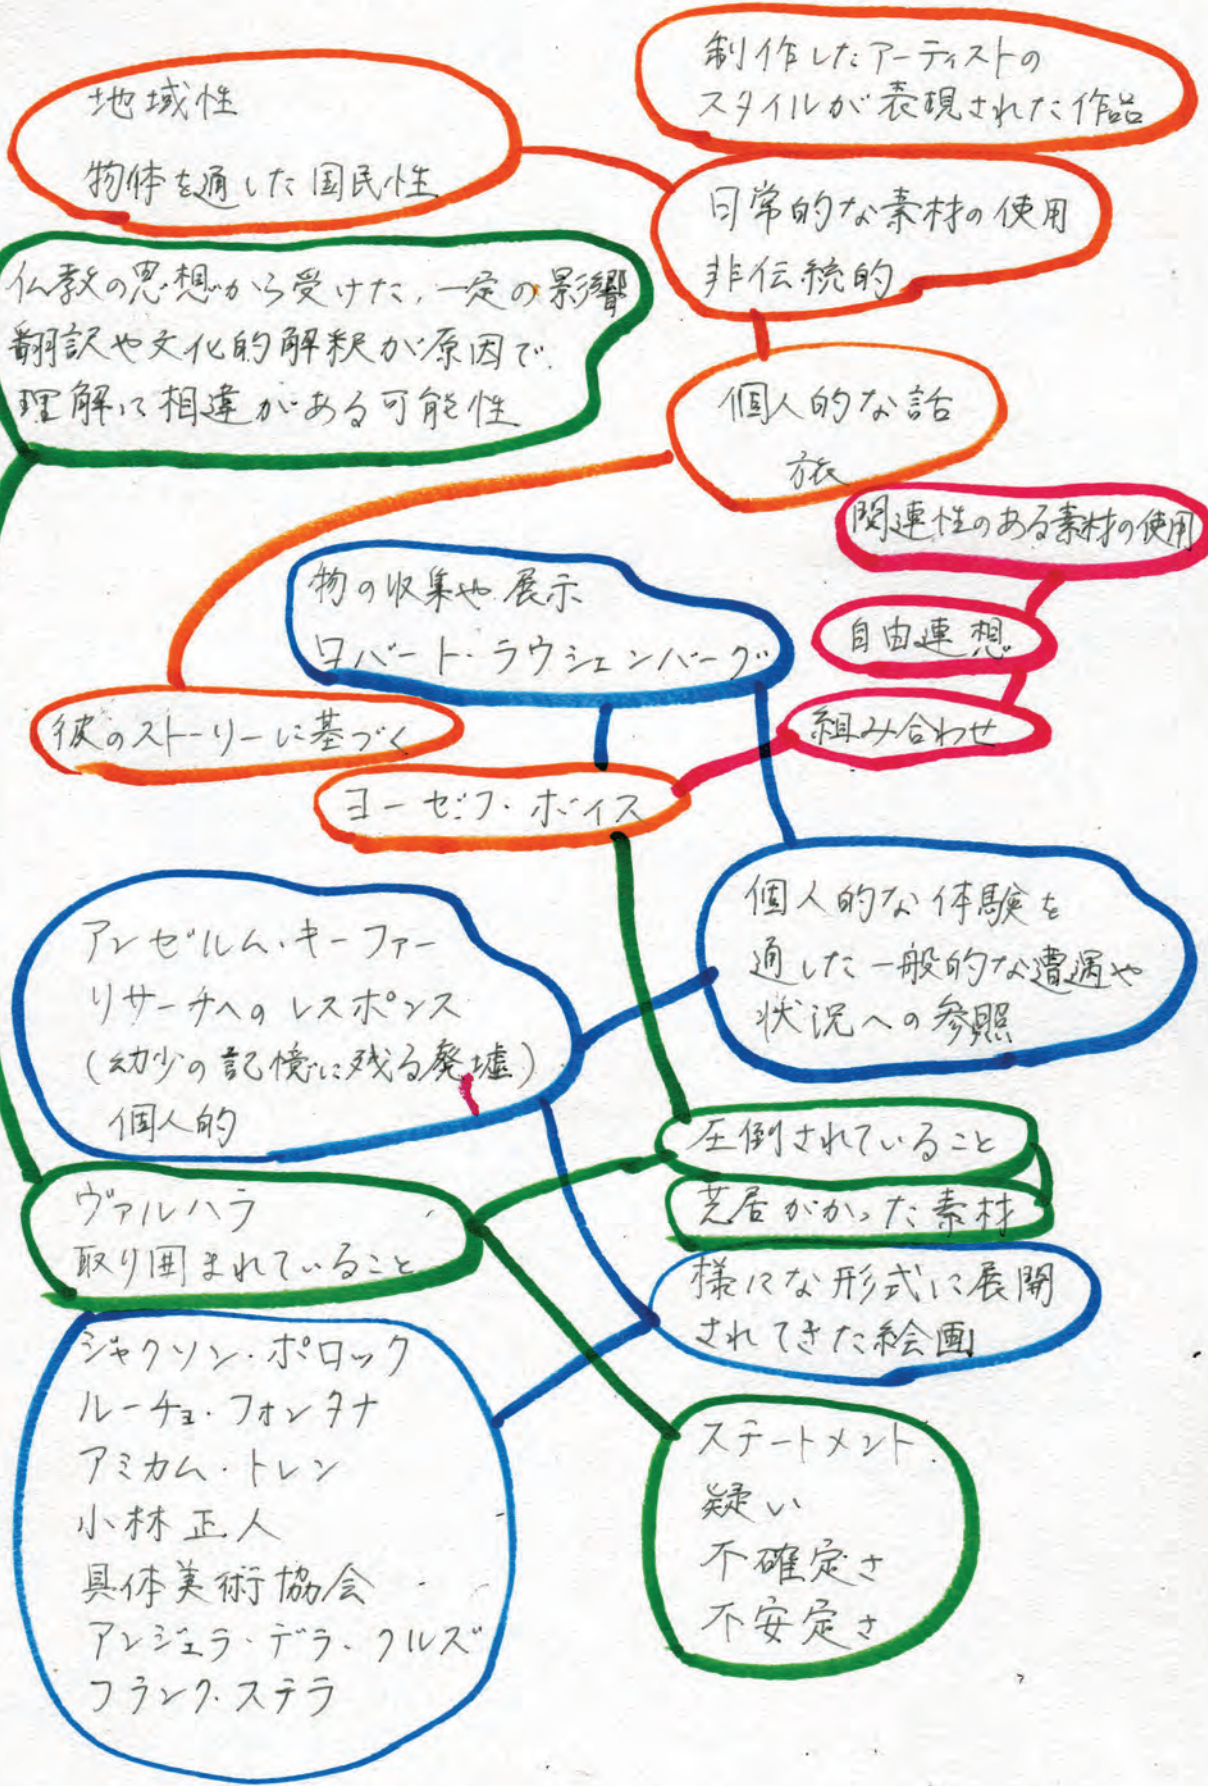 制作したアーティストの
スタイルが表現された作品
地域性
物体を通した国民性
日常的な素材の使用
非伝統的
仏教の思想から受けた、一定の影響
翻訳や文化的解釈が原因で、
理解に相違がある可能性
個人的な話
旅
関連性のある素材の使用
物の収集や展示
ロバート・ラウシェンバーグ
自由連想
組み合わせ
彼のストーリーに基づく
ヨーゼフ・ボイス
個人的な体験を
通した一般的な遭遇や
状況への参照
アンゼルム・キーファー
リサーチへのレスポンス
(幼少の記憶に残る廃墟)
個人的
圧倒されていること
芝居がかった素材
ヴァルハラ
取り囲まれていること
様々な形式に展開
されてきた絵画
ジャクソン・ポロック
ルーチョ・フォンタナ
アミカム・トレン
小林正人
具体美術協会
アンジェラ・デラ・クルズ
フランク・ステラ
ステートメント
疑い
不確定さ
不安定さ